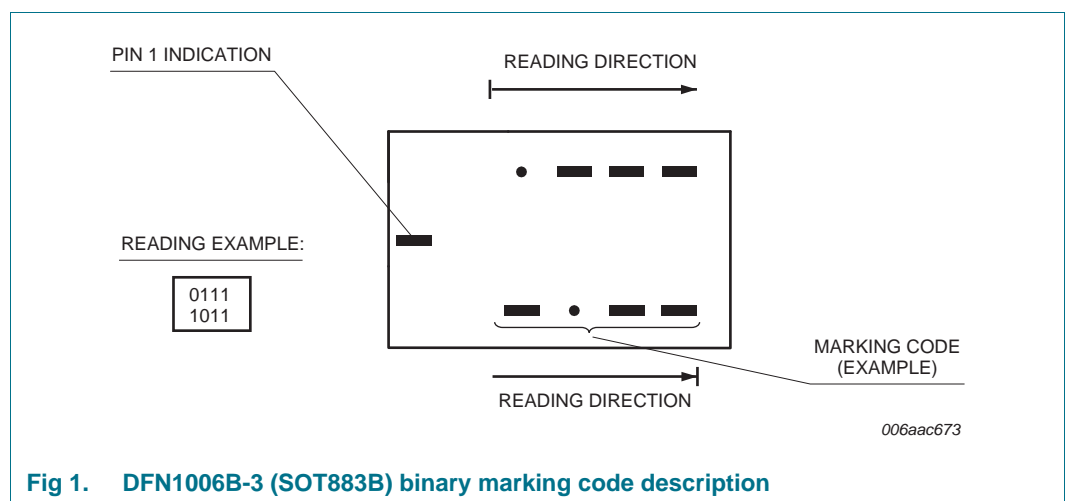 PIN 1 INDICATION
READING DIRECTION
READING EXAMPLE:
0111
1011
MARKING CODE
(EXAMPLE)
READING DIRECTION
006aac673
Fig 1. DFN1006B-3 (SOT883B) binary marking code description